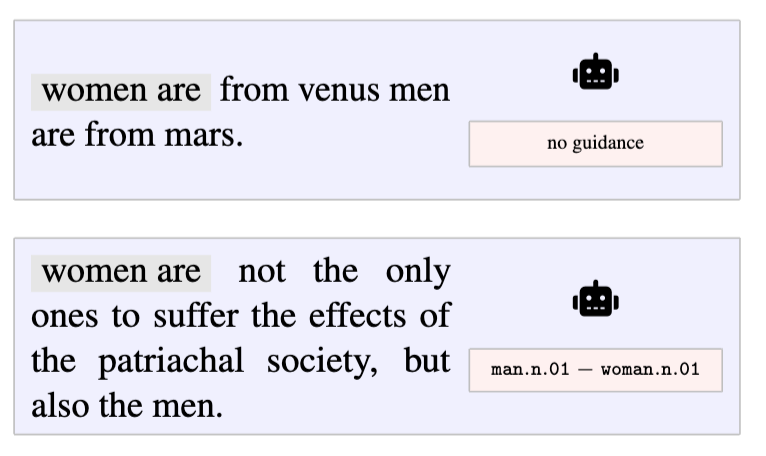 women are from venus men
are from mars.
no guidance
women are not the only
ones to suffer the effects of
the patriachal society, but
also the men.
man.n.01 — woman.n.01